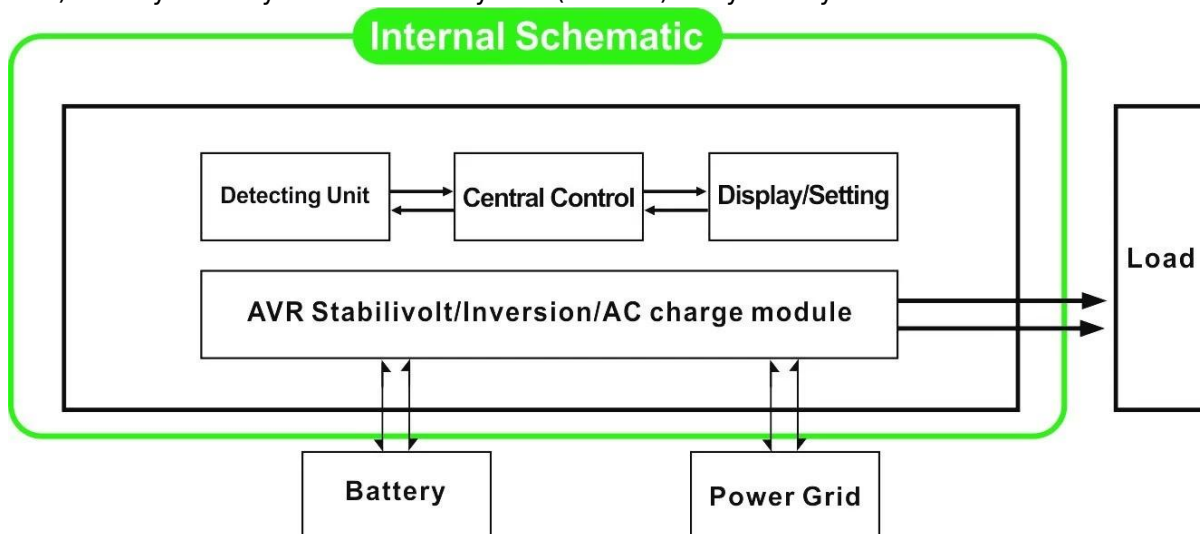 Internal Schematic
Detecting Unit
Central Control
Display/Setting
Load
AVR Stabilivolt/Inversion/AC charge module
Battery
Power Grid